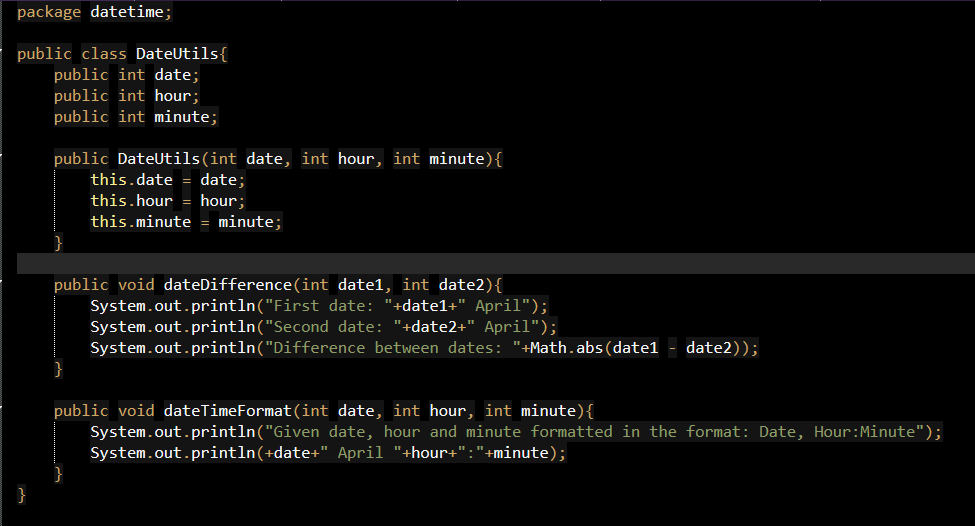 package datetime;
public class DateUtils{
public int date;
public int hour;
public int minute;
public DateUtils(int date, int hour, int minute){
this.date = date;
this.hour = hour;
this.minute = minute;
}
public void dateDifference(int date1, int date2){
System.out.println("First date: "+date1+" April");
System.out.println("Second date: "+date2+" April");
System.out.println("Difference between dates: "+Math.abs(date1 - date2));
}
public void dateTimeFormat(int date, int hour, int minute){
System.out.println("Given date, hour and minute formatted in the format: Date, Hour:Minute");
System.out.println(+date+" April "+hour+":"+minute);
}
}